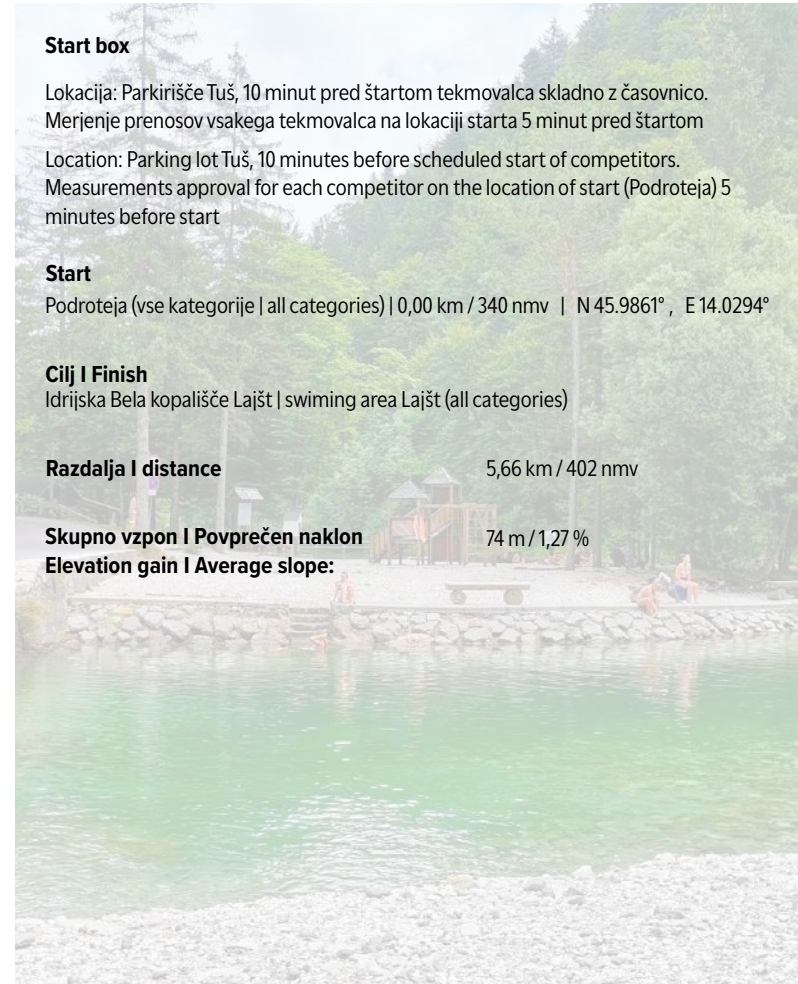 Start box
Lokacija: Parkirišče Tuš, 10 minut pred štartom tekmovalca skladno z časovnico.
Merjenje prenosov vsakega tekmovalca na lokaciji starta 5 minut pred štartom
Location: Parking lot Tuš, 10 minutes before scheduled start of competitors.
Measurements approval for each competitor on the location of start (Podroteja) 5
minutes before start
Start
Podroteja (vse kategorije | all categories) | 0,00 km / 340 nmv | N 45.9861° , E 14.0294°
Cilj I Finish
Idrijska Bela kopališče Lajšt | swiming area Lajšt (all categories)
Razdalja I distance 5,66 km / 402 nmv
Skupno vzpon I Povprečen naklon 74 m / 1,27 %
Elevation gain I Average slope: